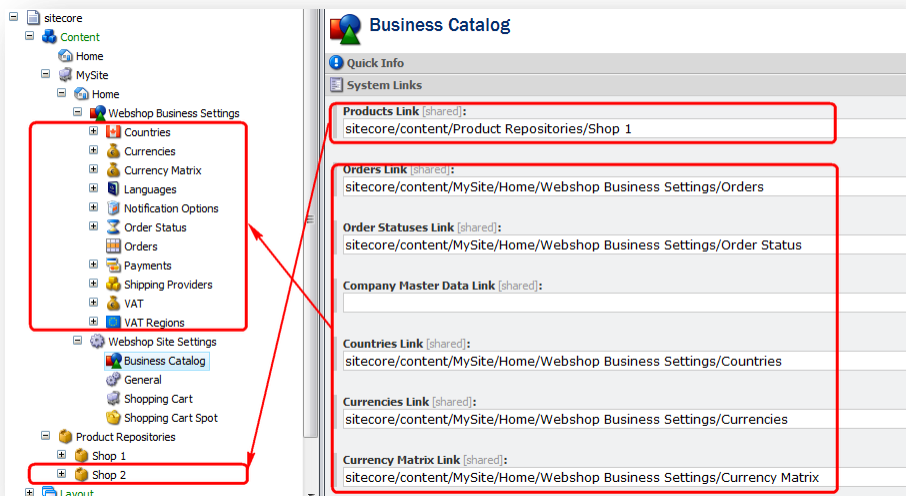 sitecore
Content
Home
MySite
Home
Webshop Business Settings
Countries
Currencies
Currency Matrix
Languages
Notification Options
Order Status
Orders
Payments
Shipping Providers
VAT
VAT Regions
Webshop Site Settings
Business Catalog
General
Shopping Cart
Shopping Cart Spot
Product Repositories
Shop 1
Shop 2
Layout
Business Catalog
Quick Info
System Links
Products Link [shared]:
sitecore/content/Product Repositories/Shop 1
Orders Link [shared]:
sitecore/content/MySite/Home/Webshop Business Settings/Orders
Order Statuses Link [shared]:
sitecore/content/MySite/Home/Webshop Business Settings/Order Status
Company Master Data Link [shared]:
Countries Link [shared]:
sitecore/content/MySite/Home/Webshop Business Settings/Countries
Currencies Link [shared]:
sitecore/content/MySite/Home/Webshop Business Settings/Currencies
Currency Matrix Link [shared]:
sitecore/content/MySite/Home/Webshop Business Settings/Currency Matrix